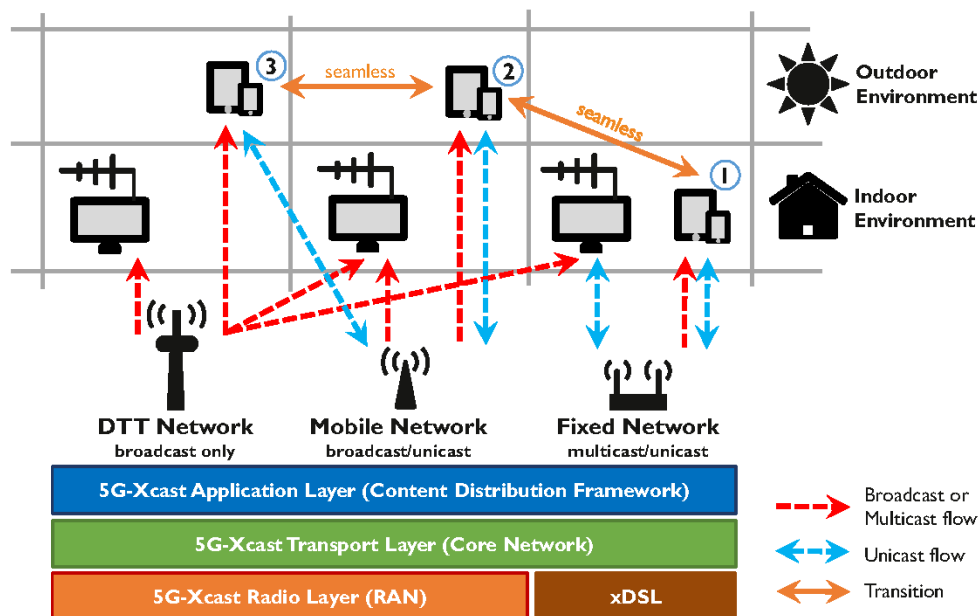 3
seamless
2
Outdoor
Environment
seamless
1
Indoor
Environment
DTT Network
broadcast only
Mobile Network
broadcast/unicast
Fixed Network
multicast/unicast
5G-Xcast Application Layer (Content Distribution Framework)
5G-Xcast Transport Layer (Core Network)
5G-Xcast Radio Layer (RAN)
xDSL
Broadcast or
Multicast flow
Unicast flow
Transition